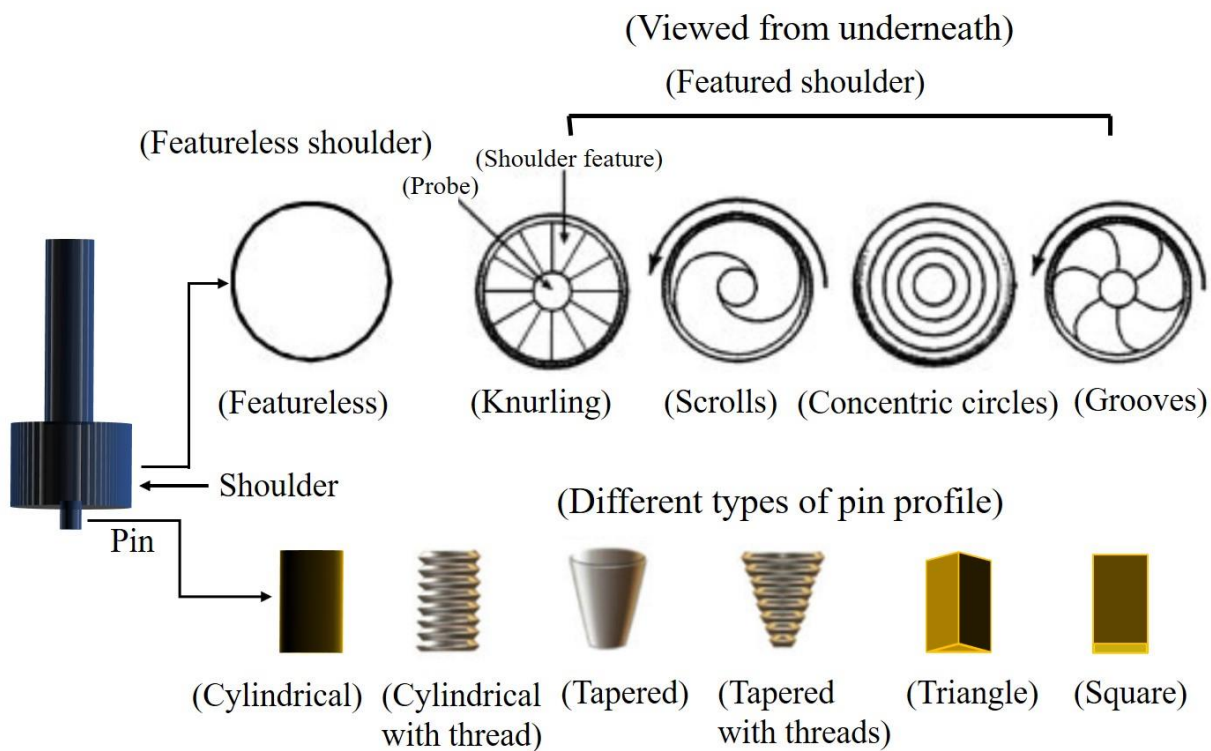 (Viewed from underneath)
(Featured shoulder)
(Featureless shoulder)
(Shoulder feature)
(Probe)
(Featureless)
(Knurling)
(Scrolls)
(Concentric circles)
(Grooves)
Shoulder
Pin
(Different types of pin profile)
(Cylindrical)
(Cylindrical
with thread)
(Tapered)
(Tapered
with threads)
(Triangle)
(Square)